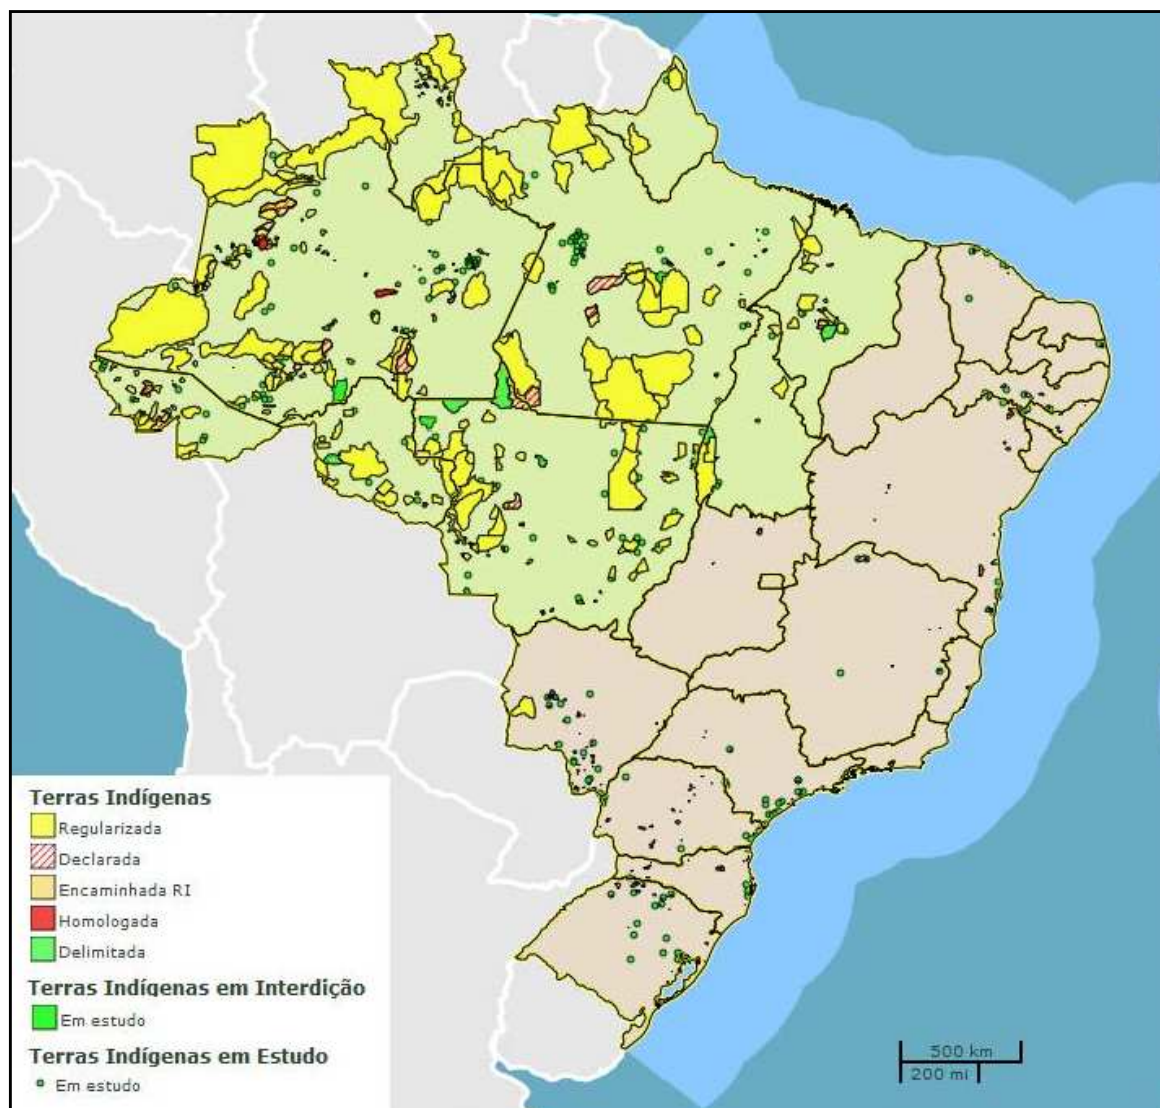 Terras Indígenas
Regularizada
Declarada
Encaminhada RI
Homologada
Delimitada
Terras Indígenas em Interdição
Em estudo
Terras Indígenas em Estudo
Em estudo
500 km
200 mi